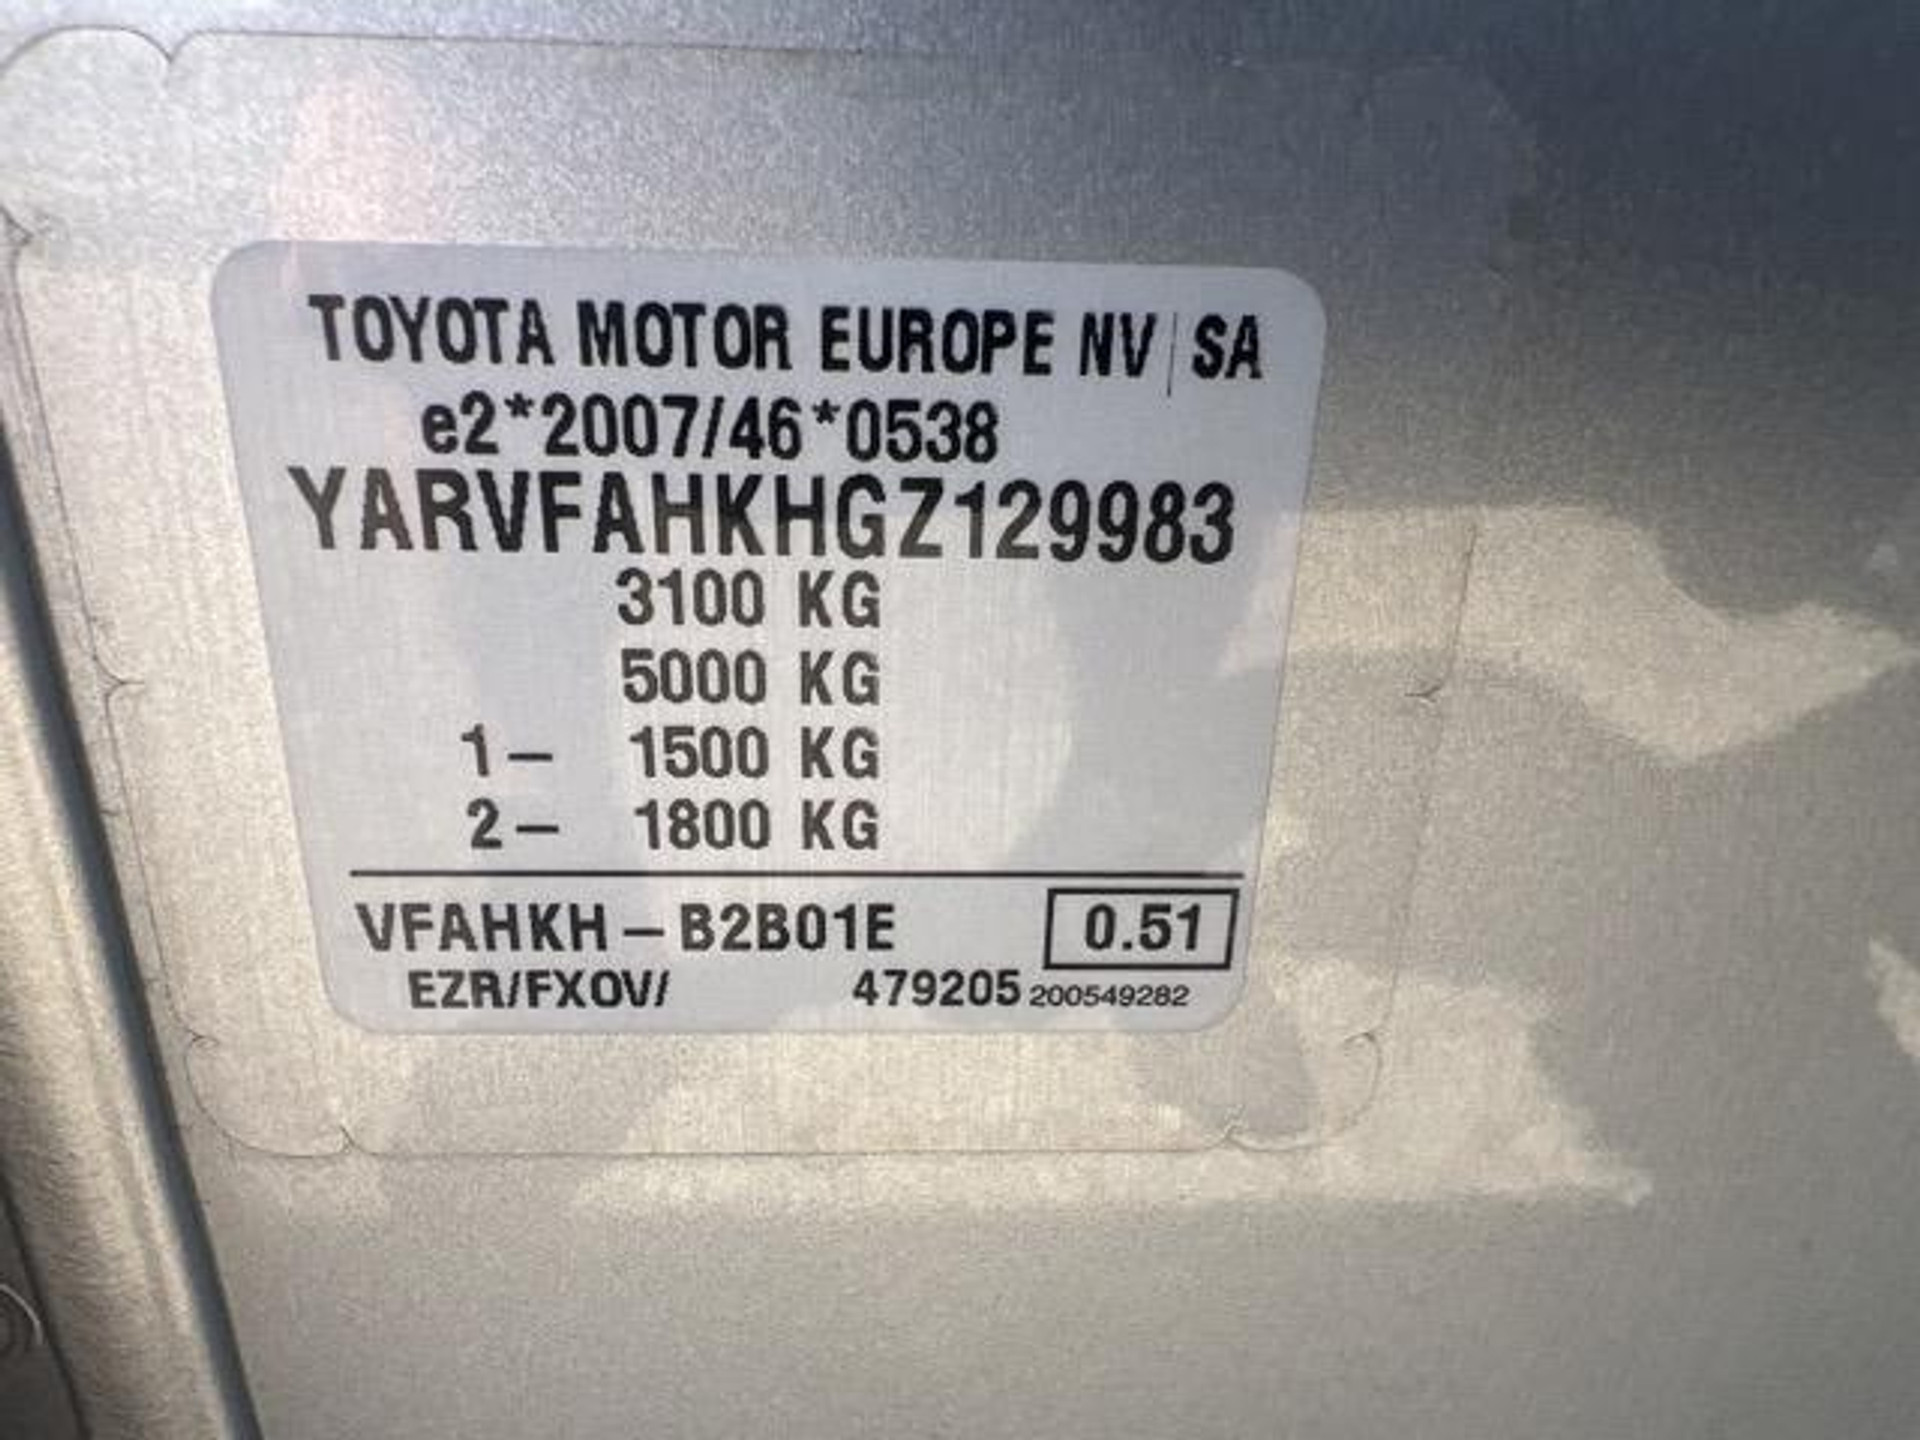 TOYOTA MOTOR EUROPE NV|SA
e2*2007/46*0538
YARVFAHKHGZ129983
3100 KG
5000 KG
1- 1500 KG
2- 1800 KG
VFAHKH-B2B01E 0.51
EZR/FXOV/ 479205 200549282